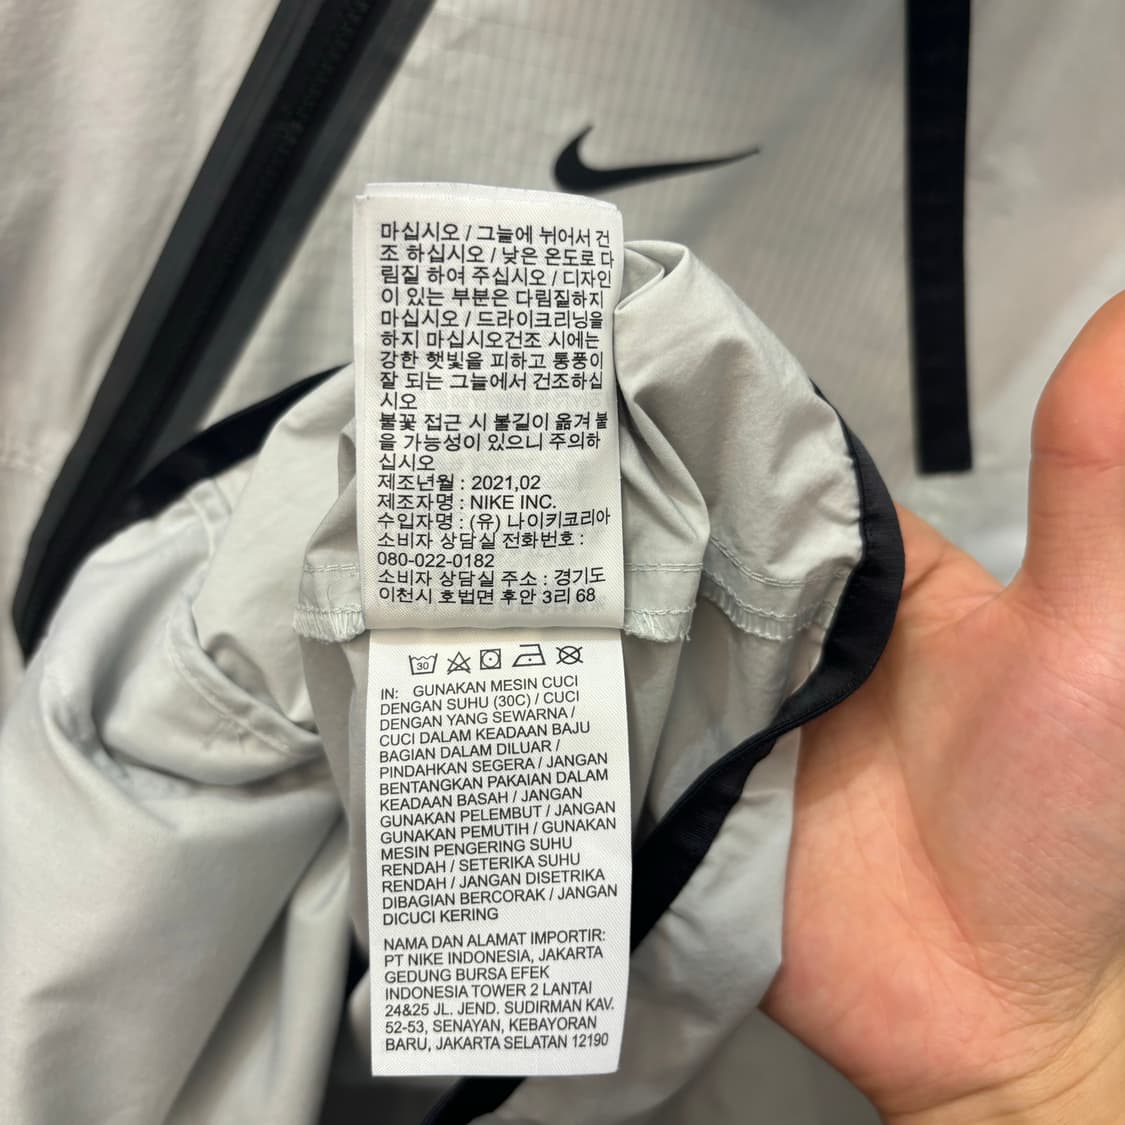 마십시오 / 그늘에 뉘어서 건
조 하십시오 / 낮은 온도로 다
림질 하여 주십시오 / 디자인
이 있는 부분은 다림질하지
마십시오 / 드라이크리닝을
하지 마십시오건조 시에는
강한 햇빛을 피하고 통풍이
잘 되는 그늘에서 건조하십
시오
불꽃 접근 시 불길이 옮겨 붙
을 가능성이 있으니 주의하
십시오
제조년월 : 2021,02
제조자명 : NIKE INC.
수입자명 : (유) 나이키코리아
소비자 상담실 전화번호 :
080-022-0182
소비자 상담실 주소 : 경기도
이천시 호법면 후안 3리 68
30
IN: GUNAKAN MESIN CUCI
DENGAN SUHU (30C) / CUCI
DENGAN YANG SEWARNA /
CUCI DALAM KEADAAN BAJU
BAGIAN DALAM DILUAR /
PINDAHKAN SEGERA / JANGAN
BENTANGKAN PAKAIAN DALAM
KEADAAN BASAH / JANGAN
GUNAKAN PELEMBUT / JANGAN
GUNAKAN PEMUTIH / GUNAKAN
MESIN PENGERING SUHU
RENDAH / SETERIKA SUHU
RENDAH / JANGAN DISETRIKA
DIBAGIAN BERCORAK / JANGAN
DICUCI KERING
NAMA DAN ALAMAT IMPORTIR:
PT NIKE INDONESIA, JAKARTA
GEDUNG BURSA EFEK
INDONESIA TOWER 2 LANTAI
24&25 JL. JEND. SUDIRMAN KAV.
52-53, SENAYAN, KEBAYORAN
BARU, JAKARTA SELATAN 12190